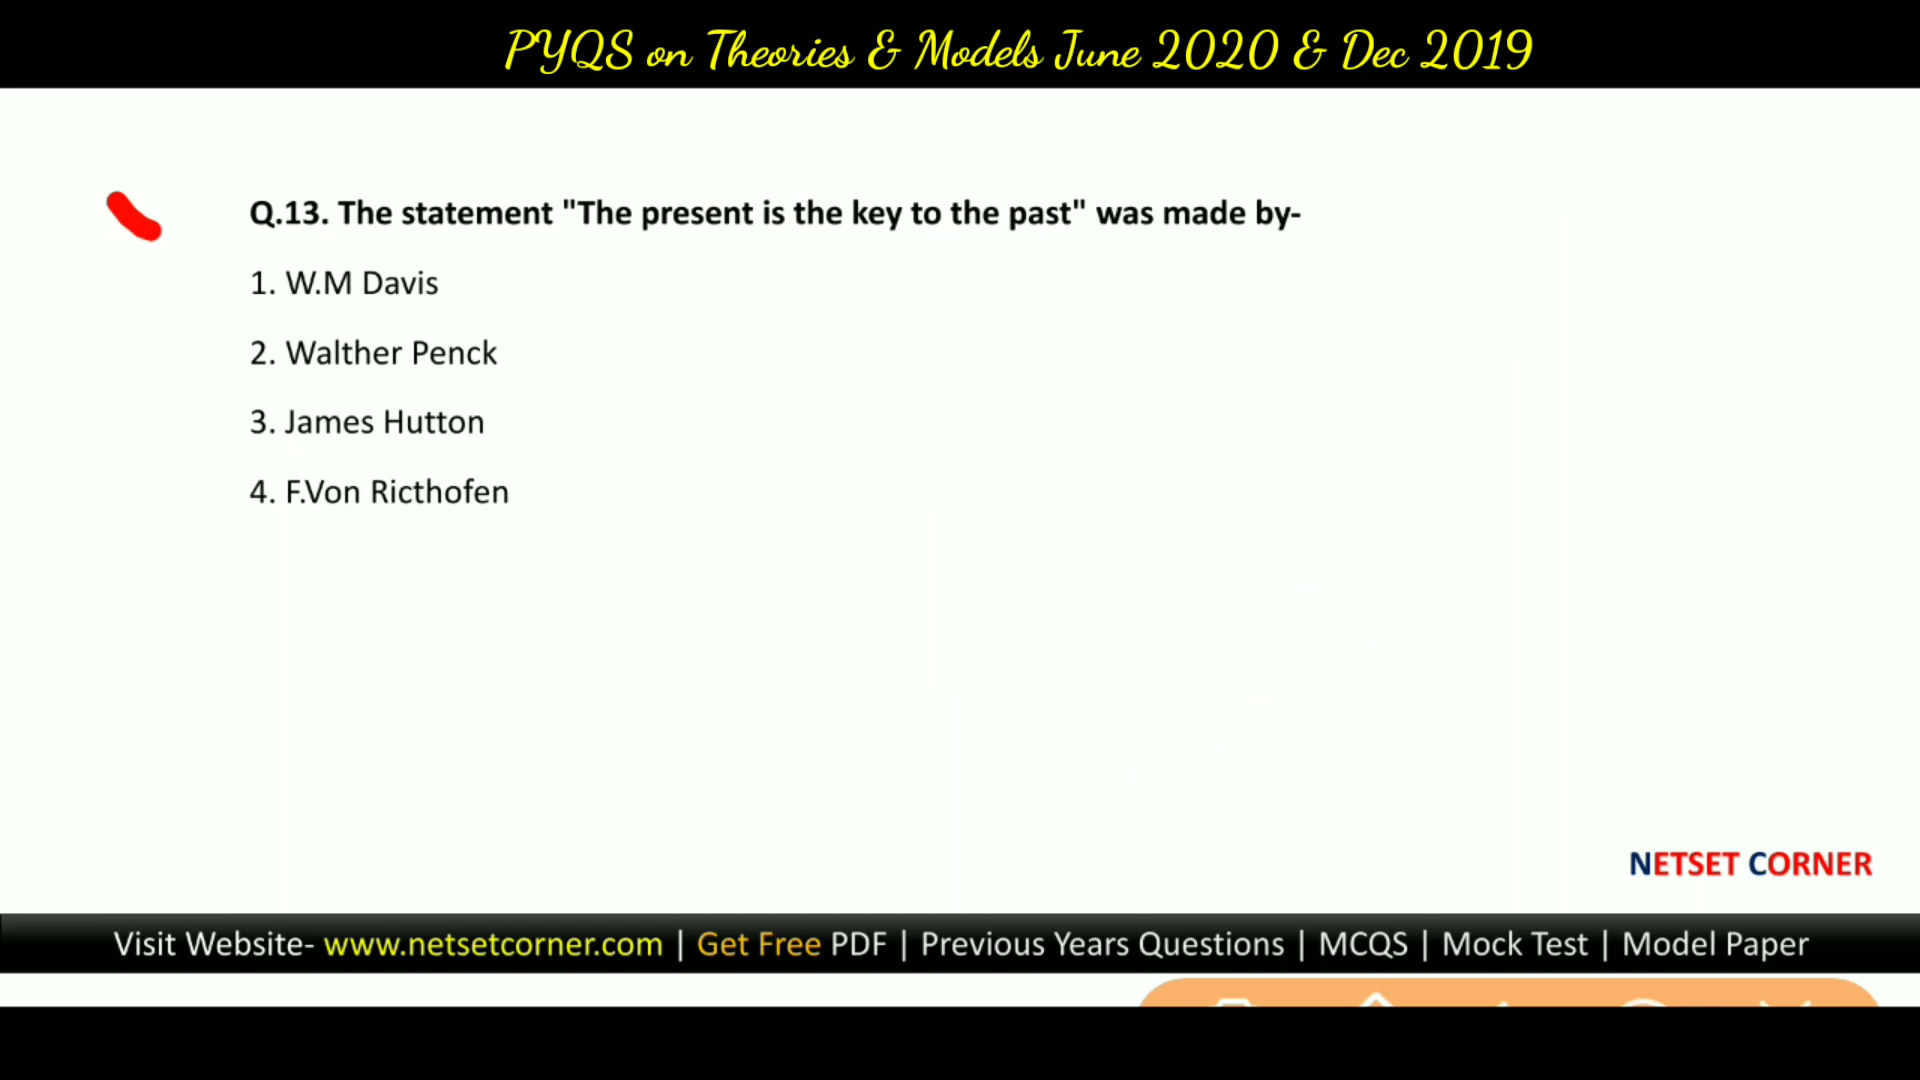 PYQS on Theories & Models June 2020 & Dec 2019
Q.13. The statement "The present is the key to the past" was made by-
1. W.M Davis
2. Walther Penck
3. James Hutton
4. F.Von Ricthofen
NETSET CORNER
Visit Website- www.netsetcorner.com | Get Free PDF | Previous Years Questions | MCQS | Mock Test | Model Paper